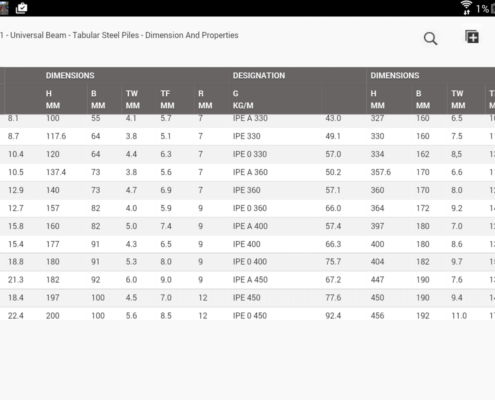 1%
1 - Universal Beam - Tabular Steel Piles - Dimension And Properties
DIMENSIONS DESIGNATION DIMENSIONS
H B TW TF R G H B TW T
MM MM MM MM MM KG/M MM MM MM M
8.1 100 55 4.1 5.7 7 IPE A 330 43.0 327 160 6.5 1
8.7 117.6 64 3.8 5.1 7 IPE 330 49.1 330 160 7.5 1
10.4 120 64 4.4 6.3 7 IPE 0 330 57.0 334 162 8,5 1
10.5 137.4 73 3.8 5.6 7 IPE A 360 50.2 357.6 170 6.6 1
12.9 140 73 4.7 6.9 7 IPE 360 57.1 360 170 8.0 1
12.7 157 82 4.0 5.9 9 IPE 0 360 66.0 364 172 9.2 1
15.8 160 82 5.0 7.4 9 IPE A 400 57.4 397 180 7.0 1
15.4 177 91 4.3 6.5 9 IPE 400 66.3 400 180 8.6 1
18.8 180 91 5.3 8.0 9 IPE 0 400 75.7 404 182 9.7 1
21.3 182 92 6.0 9.0 9 IPE A 450 67.2 447 190 7.6 1
18.4 197 100 4.5 7.0 12 IPE 450 77.6 450 190 9.4 1
22.4 200 100 5.6 8.5 12 IPE 0 450 92.4 456 192 11.0 1